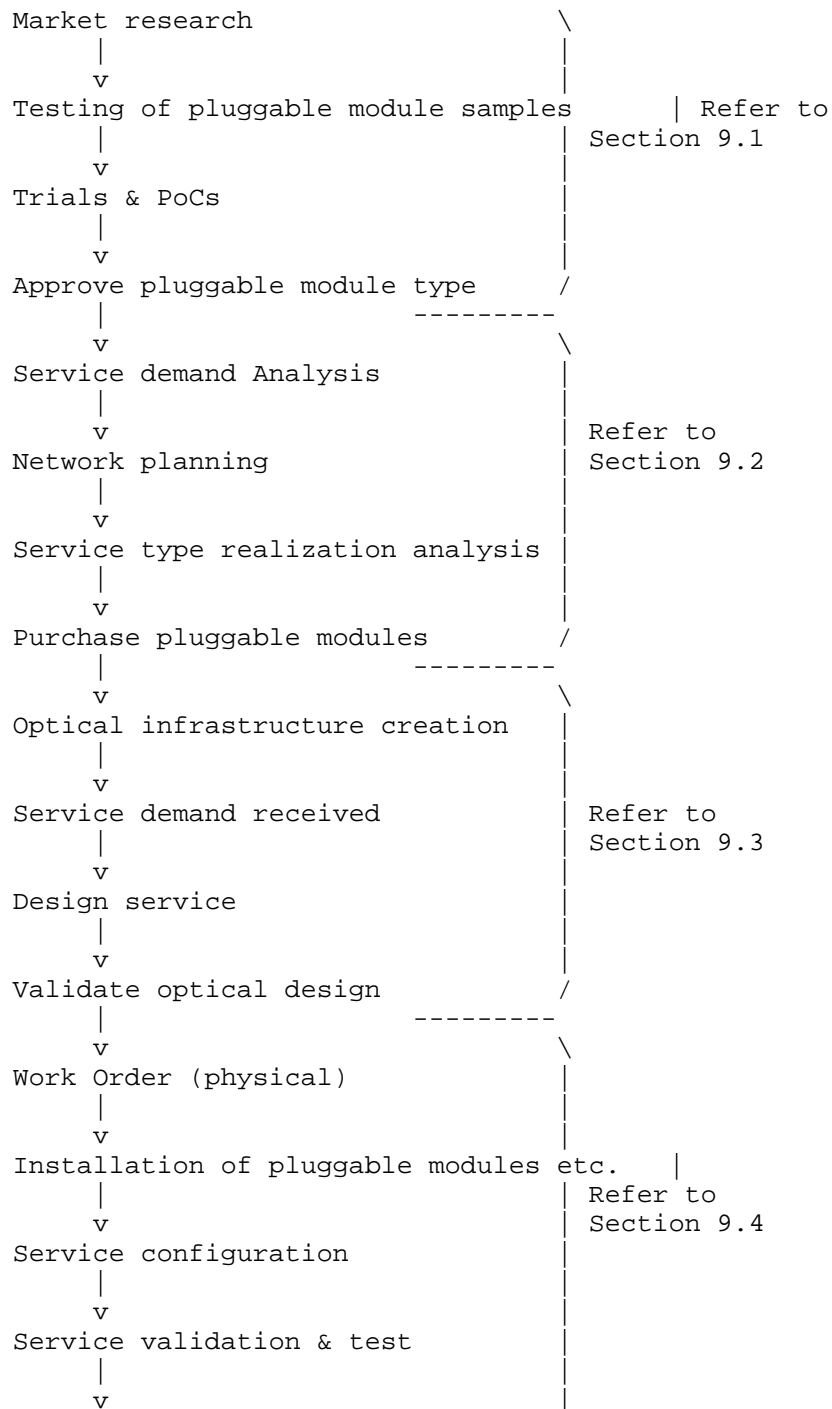 Market research \
| |
v |
Testing of pluggable module samples | Refer to
| | Section 9.1
v |
Trials & PoCs |
| |
v |
Approve pluggable module type /
| ---------
v \
Service demand Analysis |
| |
v | Refer to
Network planning | Section 9.2
| |
v |
Service type realization analysis |
| |
v |
Purchase pluggable modules /
| ---------
v \
Optical infrastructure creation |
| |
v |
Service demand received | Refer to
| | Section 9.3
v |
Design service |
| |
v |
Validate optical design /
| ---------
v \
Work Order (physical) |
| |
v |
Installation of pluggable modules etc. |
| | Refer to
v | Section 9.4
Service configuration |
| |
v |
Service validation & test |
| |
v |